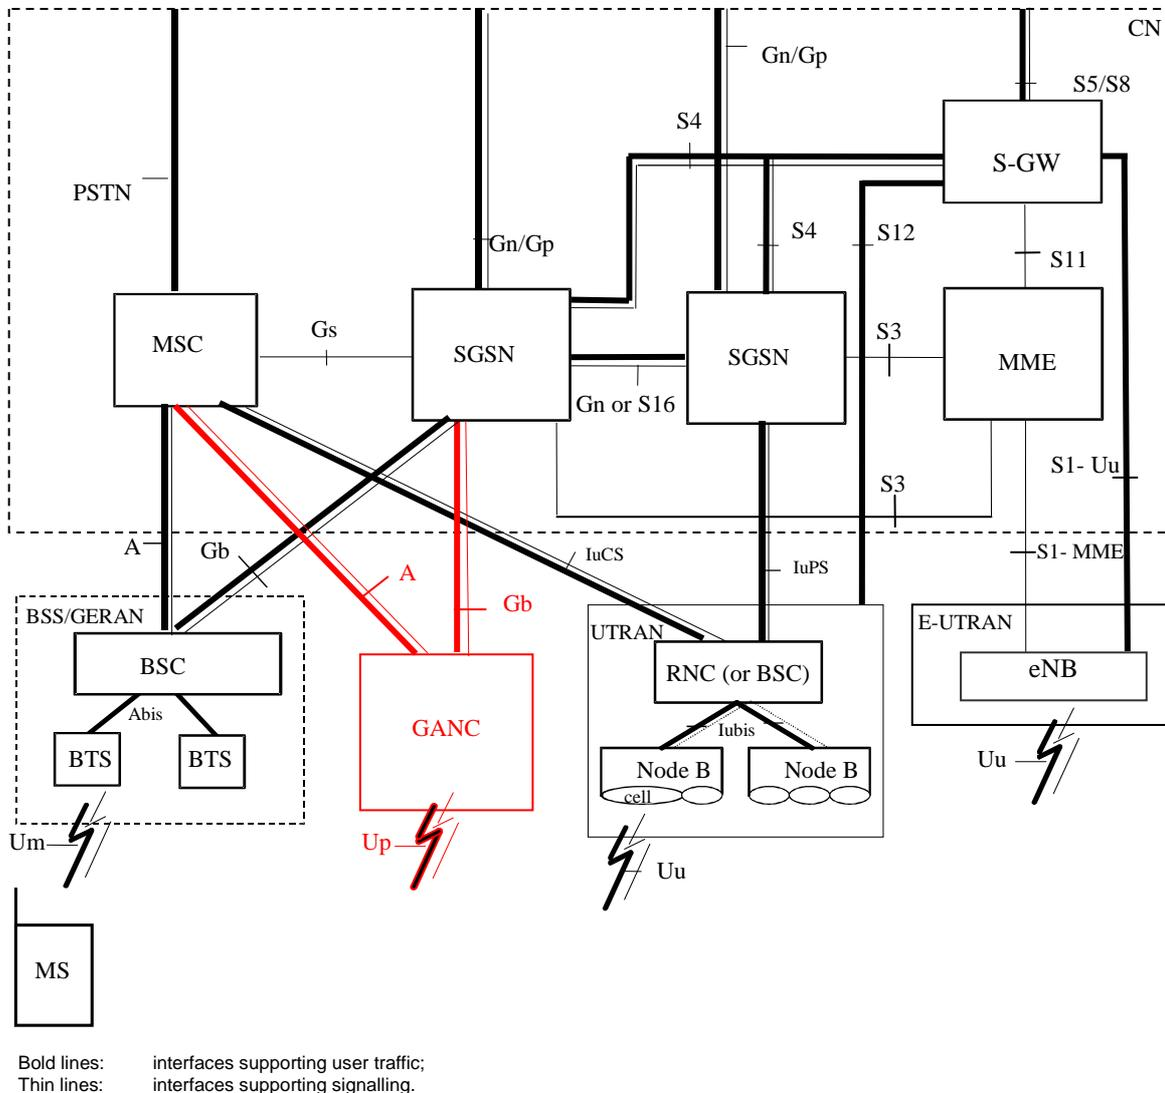 CN
Gn/Gp
S5/S8
S4
S-GW
PSTN
S4
S12
Gn/Gp
S11
Gs
MSC
SGSN
SGSN
S3
MME
Gn or S16
S1- Uu
S3
A
Gb
IuCS
IuPS
S1- MME
A
Gb
BSS/GERAN
UTRAN
E-UTRAN
BSC
RNC (or BSC)
eNB
Abis
GANC
Iubis
BTS
BTS
Node B
Node B
Uu
cell
Um
Up
Uu
MS
Bold lines: interfaces supporting user traffic;
Thin lines: interfaces supporting signalling.